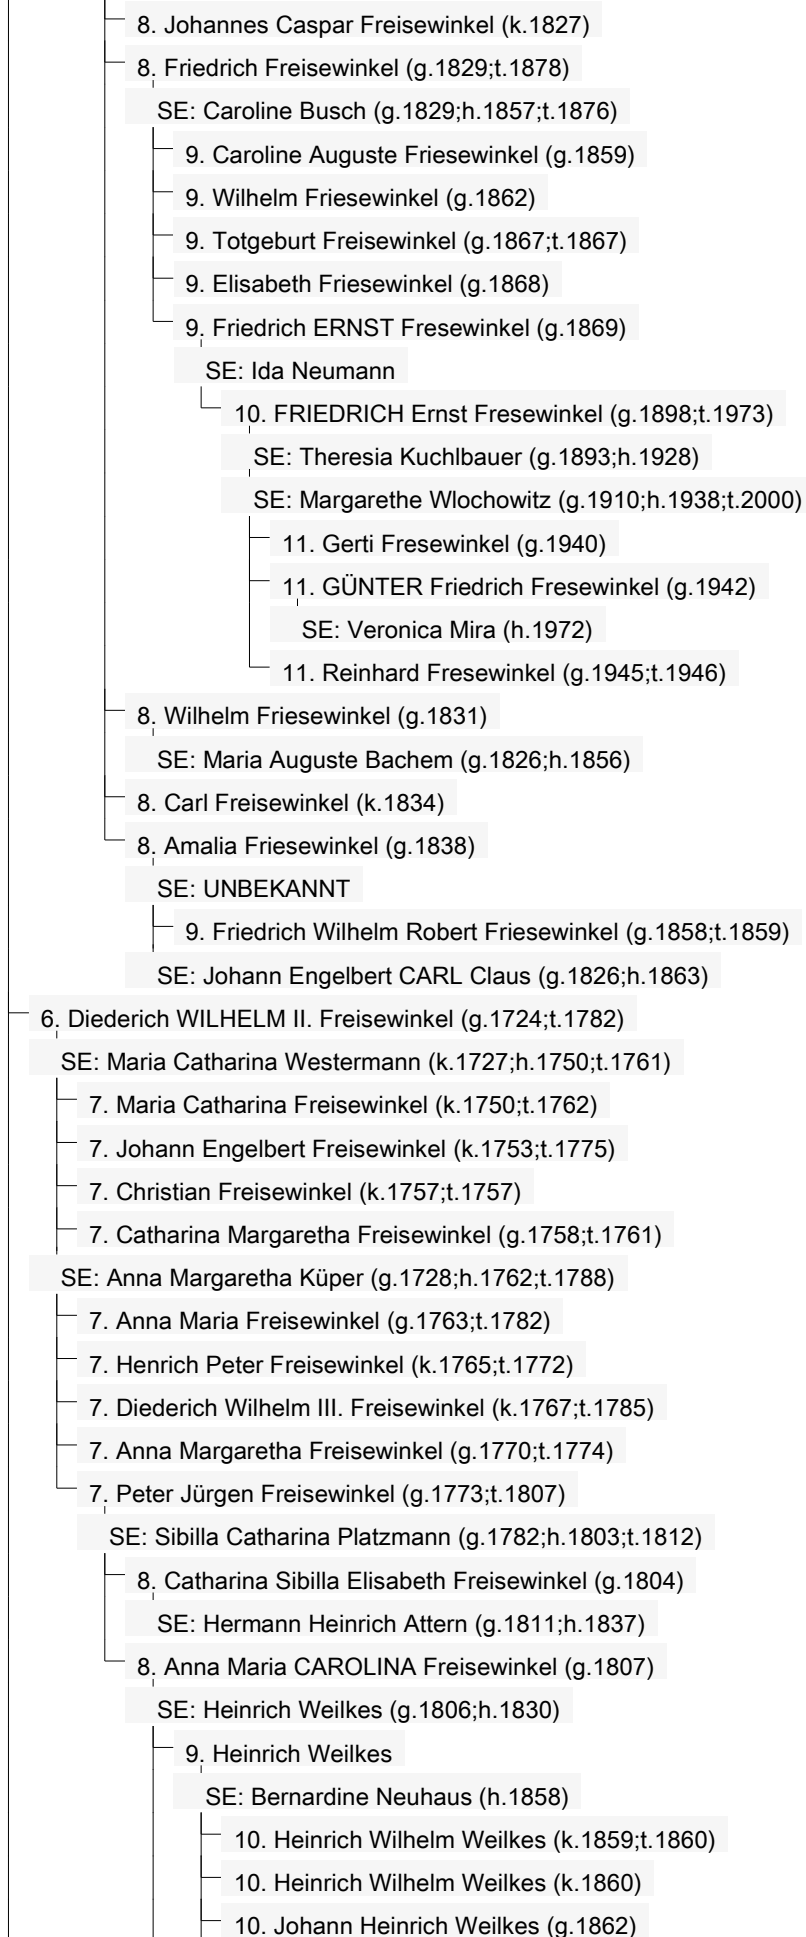 8. Johannes Caspar Freisewinkel (k.1827)
8. Friedrich Freisewinkel (g.1829;t.1878)
SE: Caroline Busch (g.1829;h.1857;t.1876)
9. Caroline Auguste Friesewinkel (g.1859)
9. Wilhelm Friesewinkel (g.1862)
9. Totgeburt Freisewinkel (g.1867;t.1867)
9. Elisabeth Friesewinkel (g.1868)
9. Friedrich ERNST Fresewinkel (g.1869)
SE: Ida Neumann
10. FRIEDRICH Ernst Fresewinkel (g.1898;t.1973)
SE: Theresia Kuchlbauer (g.1893;h.1928)
SE: Margarethe Wlochowitz (g.1910;h.1938;t.2000)
11. Gerti Fresewinkel (g.1940)
11. GÜNTER Friedrich Fresewinkel (g.1942)
SE: Veronica Mira (h.1972)
11. Reinhard Fresewinkel (g.1945;t.1946)
8. Wilhelm Friesewinkel (g.1831)
SE: Maria Auguste Bachem (g.1826;h.1856)
8. Carl Freisewinkel (k.1834)
8. Amalia Friesewinkel (g.1838)
SE: UNBEKANNT
9. Friedrich Wilhelm Robert Friesewinkel (g.1858;t.1859)
SE: Johann Engelbert CARL Claus (g.1826;h.1863)
6. Diederich WILHELM II. Freisewinkel (g.1724;t.1782)
SE: Maria Catharina Westermann (k.1727;h.1750;t.1761)
7. Maria Catharina Freisewinkel (k.1750;t.1762)
7. Johann Engelbert Freisewinkel (k.1753;t.1775)
7. Christian Freisewinkel (k.1757;t.1757)
7. Catharina Margaretha Freisewinkel (g.1758;t.1761)
SE: Anna Margaretha Küper (g.1728;h.1762;t.1788)
7. Anna Maria Freisewinkel (g.1763;t.1782)
7. Henrich Peter Freisewinkel (k.1765;t.1772)
7. Diederich Wilhelm III. Freisewinkel (k.1767;t.1785)
7. Anna Margaretha Freisewinkel (g.1770;t.1774)
7. Peter Jürgen Freisewinkel (g.1773;t.1807)
SE: Sibilla Catharina Platzmann (g.1782;h.1803;t.1812)
8. Catharina Sibilla Elisabeth Freisewinkel (g.1804)
SE: Hermann Heinrich Attern (g.1811;h.1837)
8. Anna Maria CAROLINA Freisewinkel (g.1807)
SE: Heinrich Weilkes (g.1806;h.1830)
9. Heinrich Weilkes
SE: Bernardine Neuhaus (h.1858)
10. Heinrich Wilhelm Weilkes (k.1859;t.1860)
10. Heinrich Wilhelm Weilkes (k.1860)
10. Johann Heinrich Weilkes (g.1862)